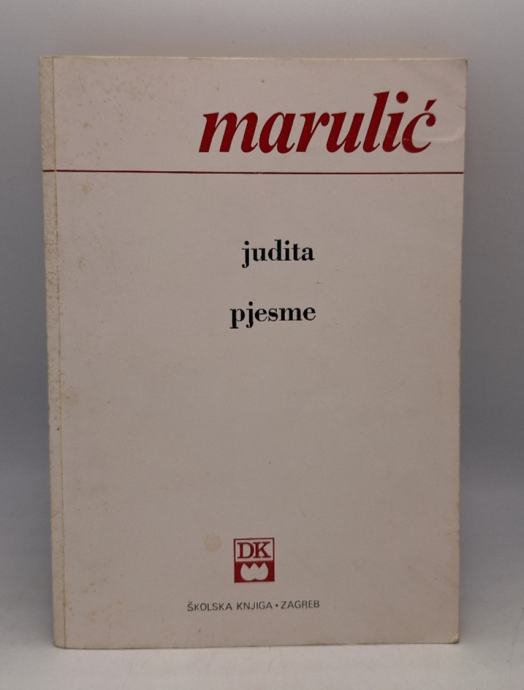 marulić
judita
pjesme
DK
ŠKOLSKA KNJIGA • ZAGREB